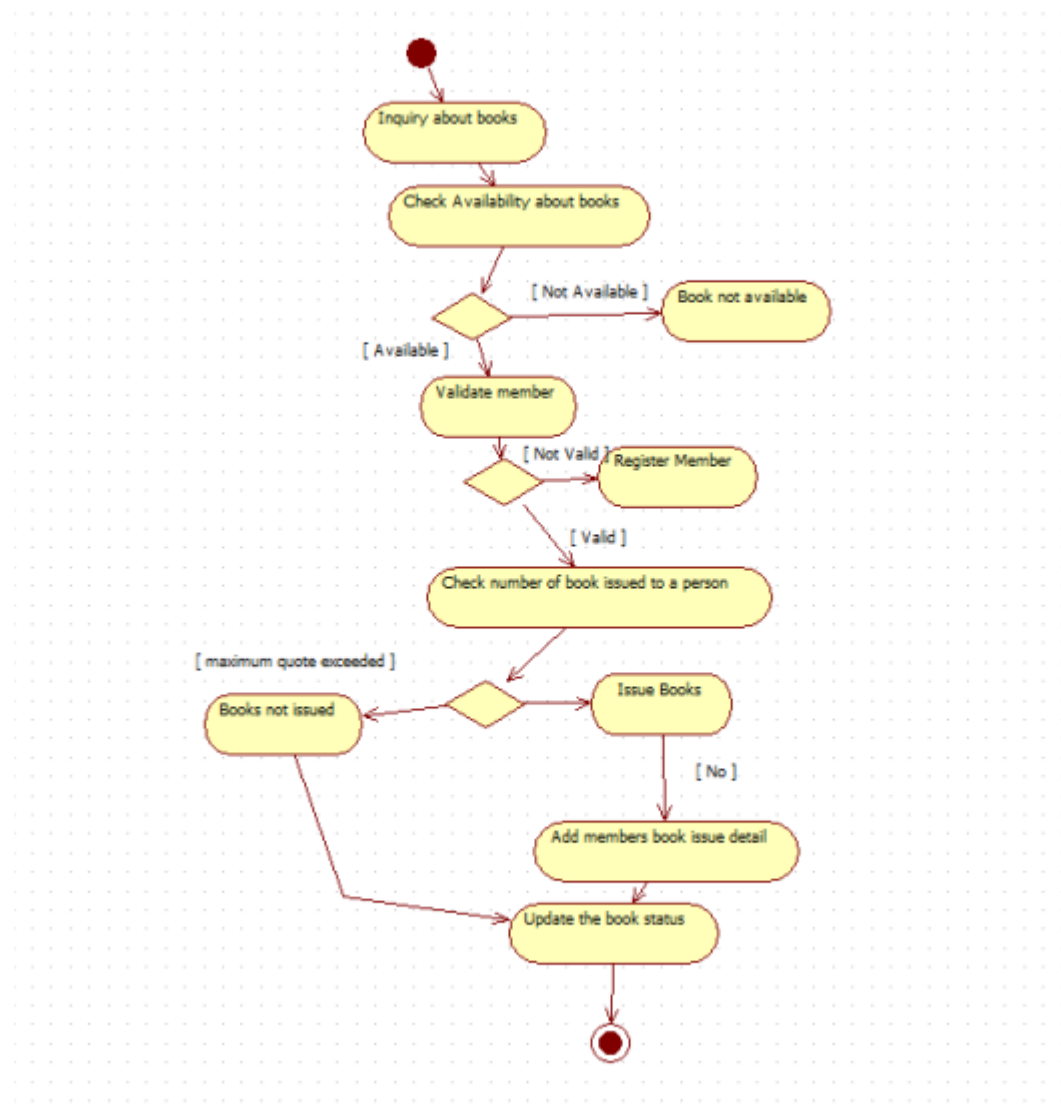 Inquiry about books
Check Availability about books
[ Not Available ]
Book not available
[ Available ]
Validate member
[ Not Valid ]
Register Member
[ Valid ]
Check number of book issued to a person
[ maximum quote exceeded ]
Issue Books
Books not issued
[ No ]
Add members book issue detail
Update the book status